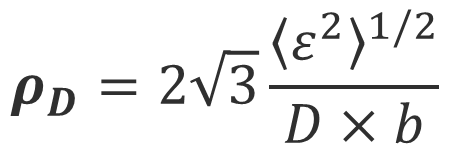 ρ_D = 2√3 ⟨ε²⟩^{1/2} / (D × b)